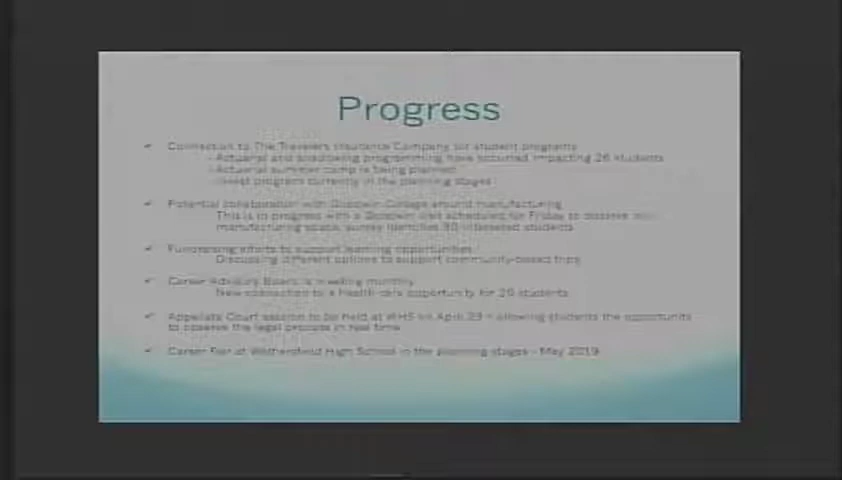 Progress
Connection to The Travelers Insurance Company for student programs
- Actuarial and shadowing programming have occurred impacting 26 students
- Actuarial summer camp is being planned
- Invest program currently in the planning stages
Potential collaboration with Goodwin College around manufacturing
This is in progress with a Goodwin visit scheduled for Friday to observe
manufacturing space, survey identifies 90 interested students
Fundraising efforts to support learning opportunities
Discussing different options to support community-based trips
Career Advisory Board is meeting monthly
New connection to a health care opportunity for 20 students
Appellate Court session to be held at WHS on April 23 - allowing students the opportunity
to observe the legal process in real time
Career Fair at Wethersfield High School in the planning stages - May 2019